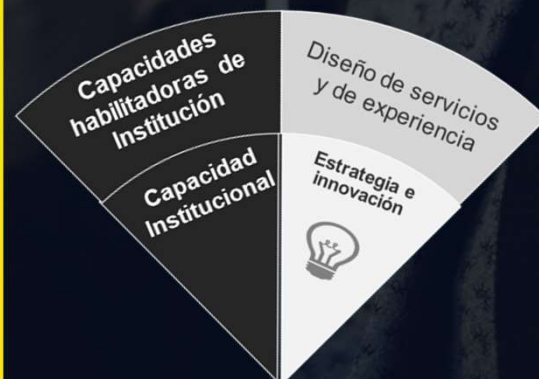 Capacidades
habilitadoras de
Institución
Diseño de servicios
y de experiencia
Capacidad
Institucional
Estrategia e
innovación